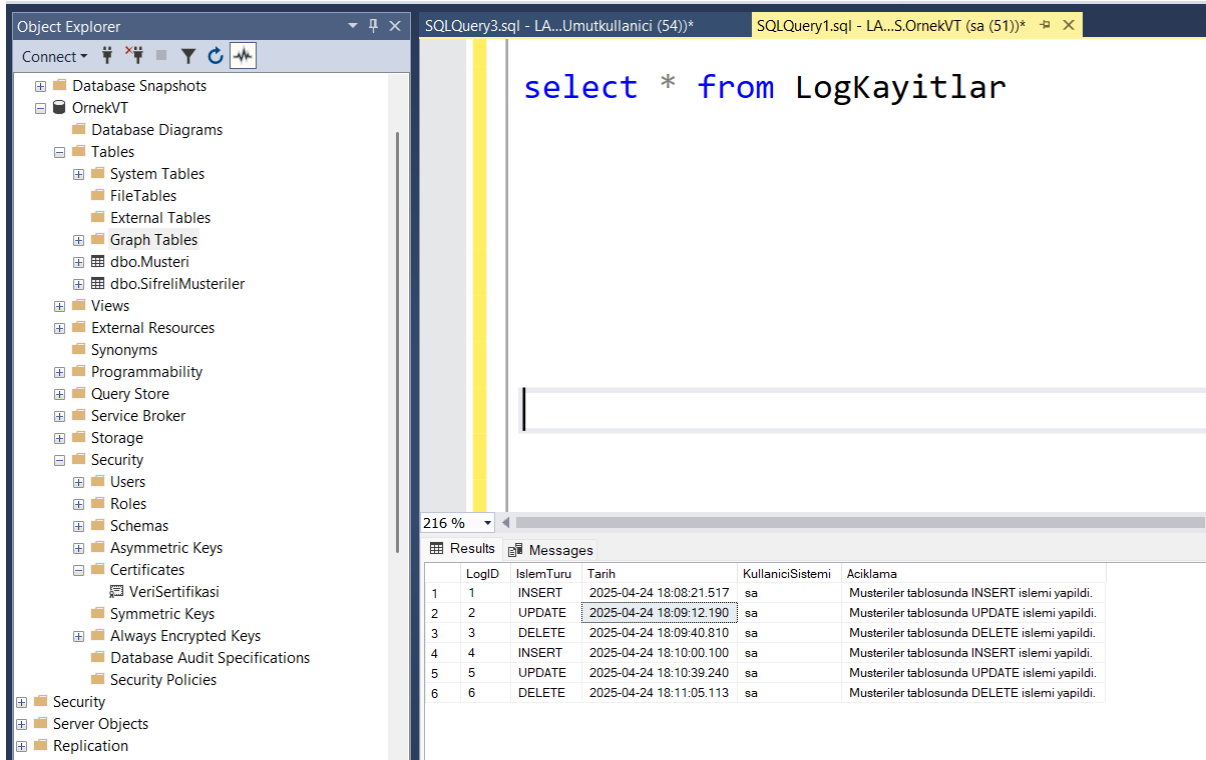 Object Explorer
Connect
Database Snapshots
OrnekVT
Database Diagrams
Tables
System Tables
FileTables
External Tables
Graph Tables
dbo.Musteri
dbo.SifreliMusteriler
Views
External Resources
Synonyms
Programmability
Query Store
Service Broker
Storage
Security
Users
Roles
Schemas
Asymmetric Keys
Certificates
VeriSertifikasi
Symmetric Keys
Always Encrypted Keys
Database Audit Specifications
Security Policies
Security
Server Objects
Replication
SQLQuery3.sql - LA...Umutkullanici (54))* SQLQuery1.sql - LA...S.OrnekVT (sa (51))*
select * from LogKayitlar
216 %
Results Messages
LogID IslemTuru Tarih KullaniciSistemi Aciklama
1 1 INSERT 2025-04-24 18:08:21.517 sa Musteriler tablosunda INSERT islemi yapildi.
2 2 UPDATE 2025-04-24 18:09:12.190 sa Musteriler tablosunda UPDATE islemi yapildi.
3 3 DELETE 2025-04-24 18:09:40.810 sa Musteriler tablosunda DELETE islemi yapildi.
4 4 INSERT 2025-04-24 18:10:00.100 sa Musteriler tablosunda INSERT islemi yapildi.
5 5 UPDATE 2025-04-24 18:10:39.240 sa Musteriler tablosunda UPDATE islemi yapildi.
6 6 DELETE 2025-04-24 18:11:05.113 sa Musteriler tablosunda DELETE islemi yapildi.